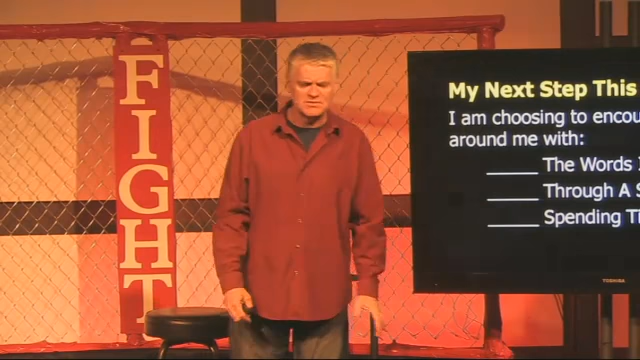 FIGHT
My Next Step This
I am choosing to encou
around me with:
_____ The Words
_____ Through A S
_____ Spending Ti
TOSHIBA